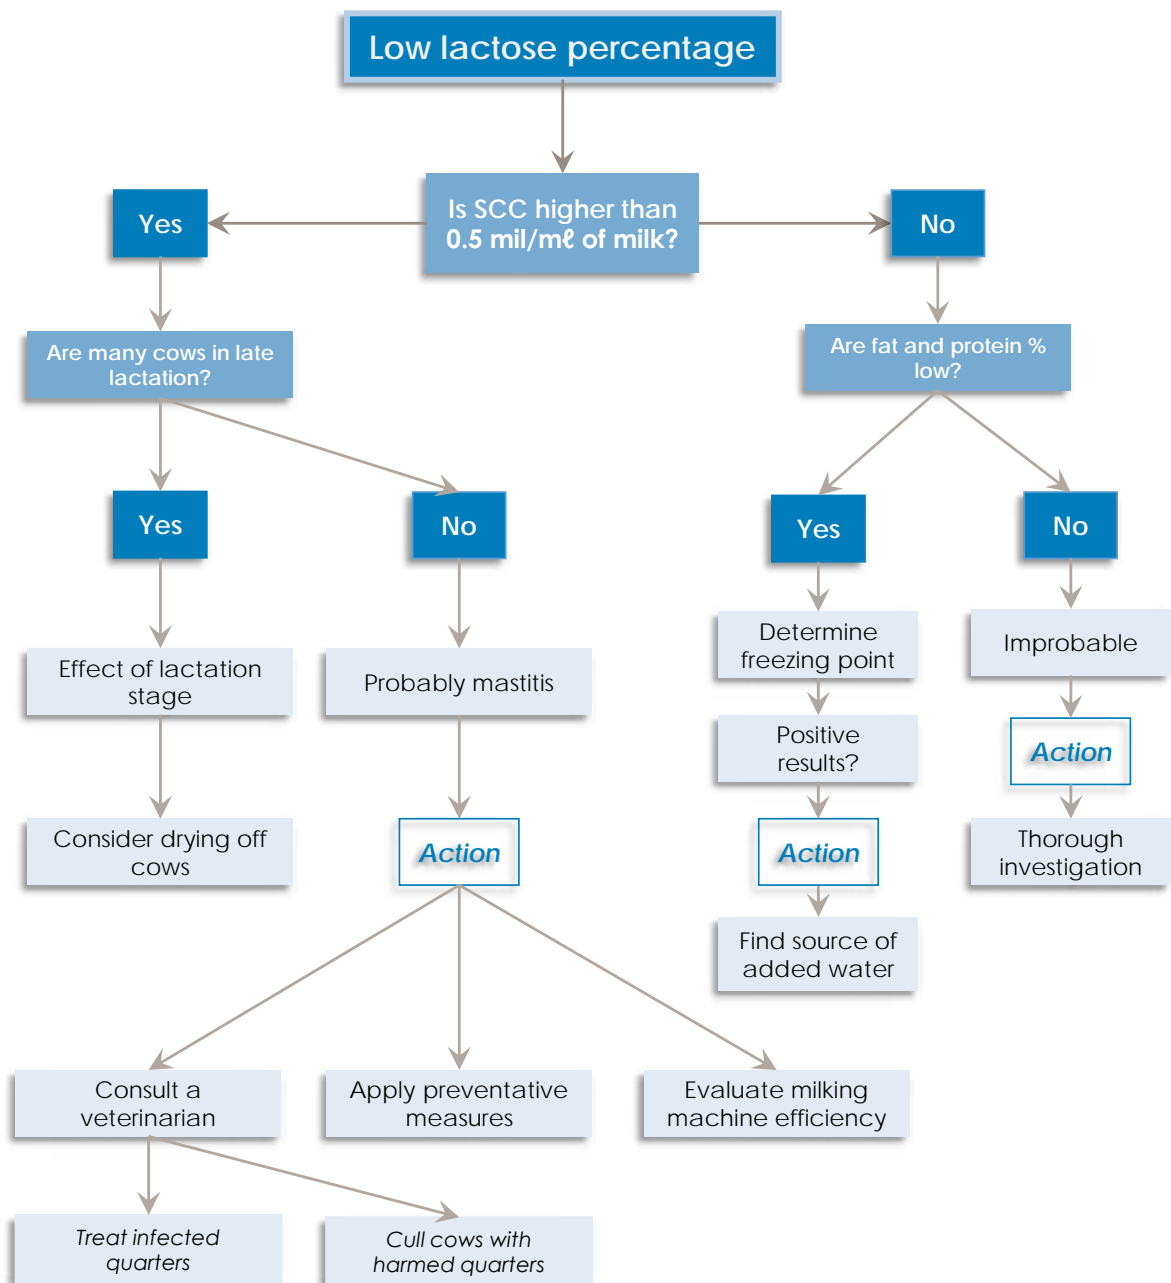 Low lactose percentage
Yes
Is SCC higher than
0.5 mil/mℓ of milk?
No
Are many cows in late
lactation?
Are fat and protein %
low?
Yes
No
Yes
No
Effect of lactation
stage
Probably mastitis
Determine
freezing point
Improbable
Positive
results?
Action
Consider drying off
cows
Action
Action
Thorough
investigation
Find source of
added water
Consult a
veterinarian
Apply preventative
measures
Evaluate milking
machine efficiency
Treat infected
quarters
Cull cows with
harmed quarters